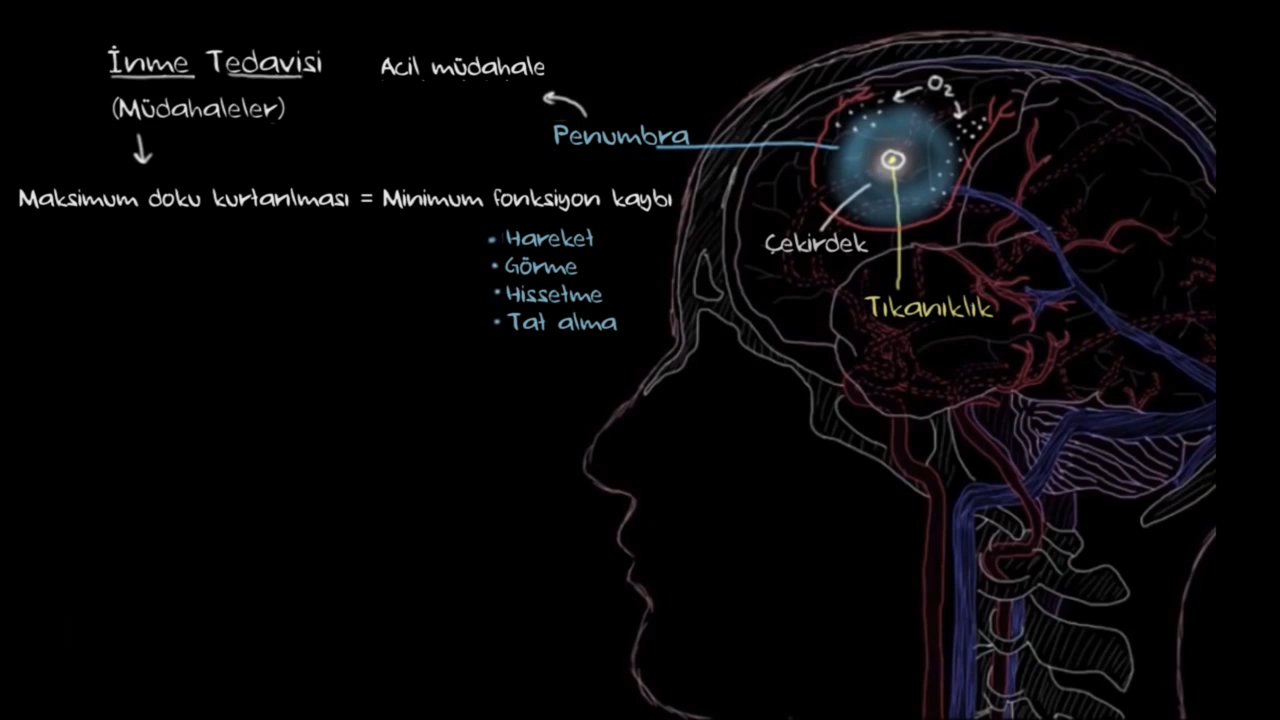 İnme Tedavisi
Acil müdahale
(Müdahaleler)
Penumbra
O2
Maksimum doku kurtarılması = Minimum fonksiyon kaybı
• Hareket
• Görme
• Hissetme
• Tat alma
Çekirdek
Tıkanıklık